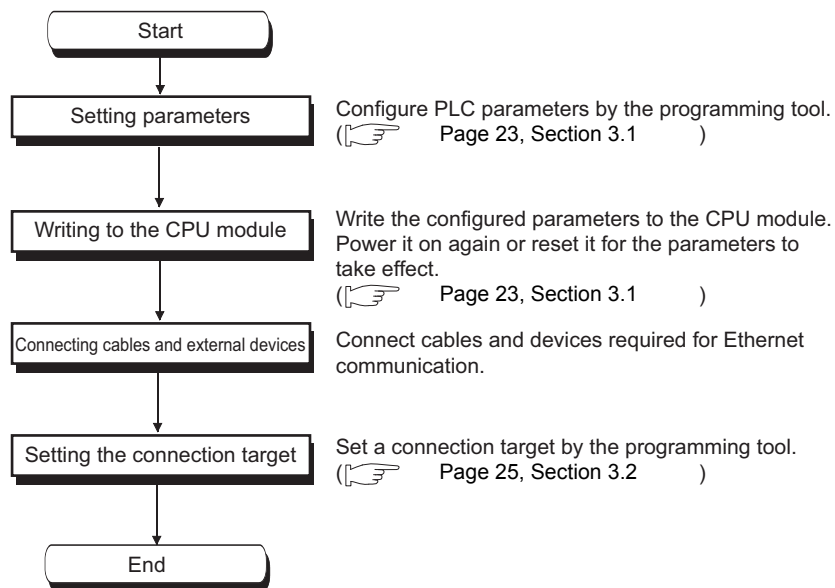 Start
Setting parameters
Configure PLC parameters by the programming tool.
( Page 23, Section 3.1 )
Writing to the CPU module
Write the configured parameters to the CPU module.
Power it on again or reset it for the parameters to
take effect.
( Page 23, Section 3.1 )
Connecting cables and external devices
Connect cables and devices required for Ethernet
communication.
Setting the connection target
Set a connection target by the programming tool.
( Page 25, Section 3.2 )
End